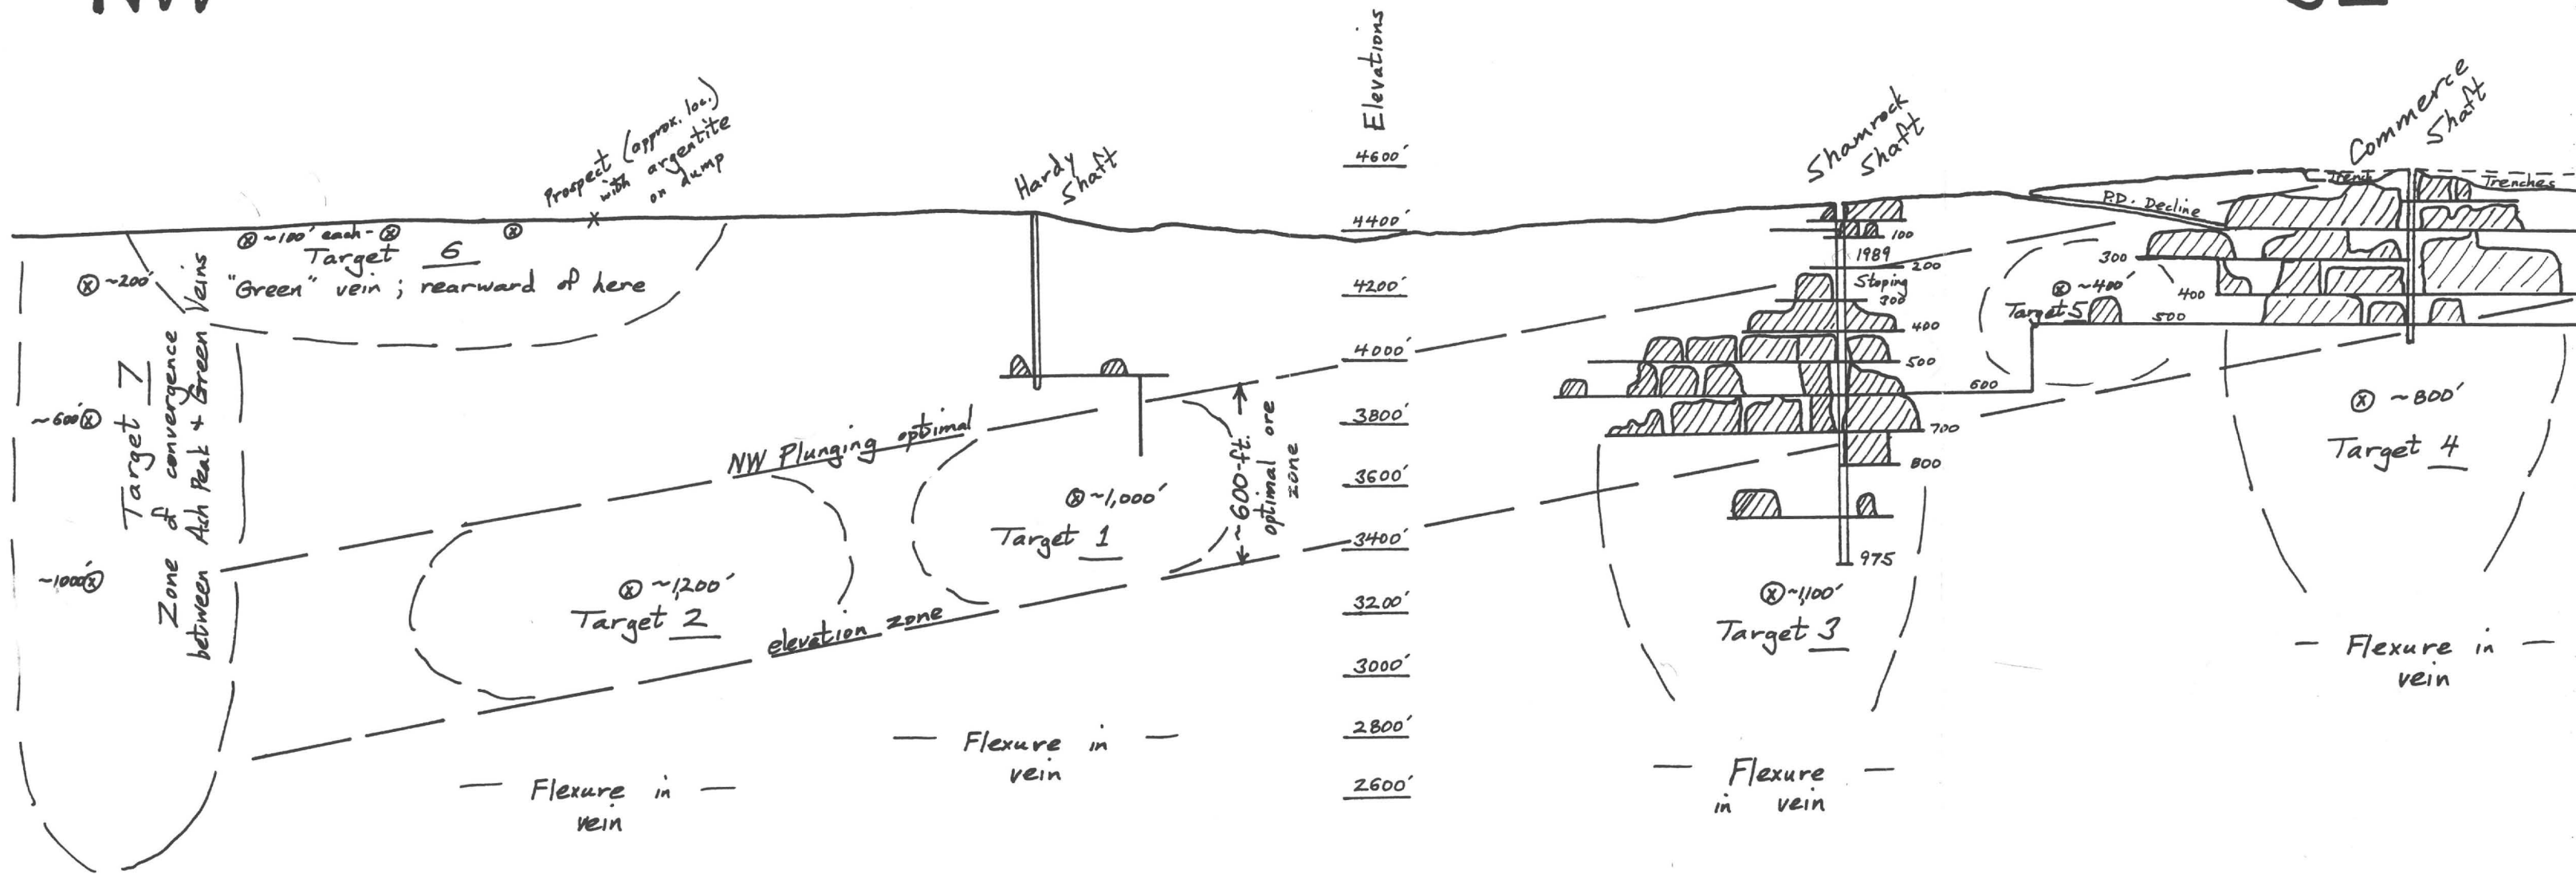 NW
SE
Prospect (approx. loc.)
with argentite
on dump
Hardy
Shaft
Elevations
4600'
4400'
4200'
4000'
3800'
3600'
3400'
3200'
3000'
2800'
2600'
Shamrock
Shaft
Commerce
Shaft
Trench
Trenches
P.D. Decline
100
1989
200
Stoping
300
400
500
600
700
800
975
300
400
500
~400'
Target 5
~800'
Target 4
~100' each-
Target 6
"Green" vein ; rearward of here
~200'
~600'
~1000'
Target 7
Zone of convergence
between Ash Peak + Green Veins
NW Plunging optimal
elevation zone
~1,000'
Target 1
~600-ft.
optimal ore
zone
~1,200'
Target 2
~1,100'
Target 3
— Flexure in —
vein
— Flexure in —
vein
— Flexure —
in vein
— Flexure in —
vein